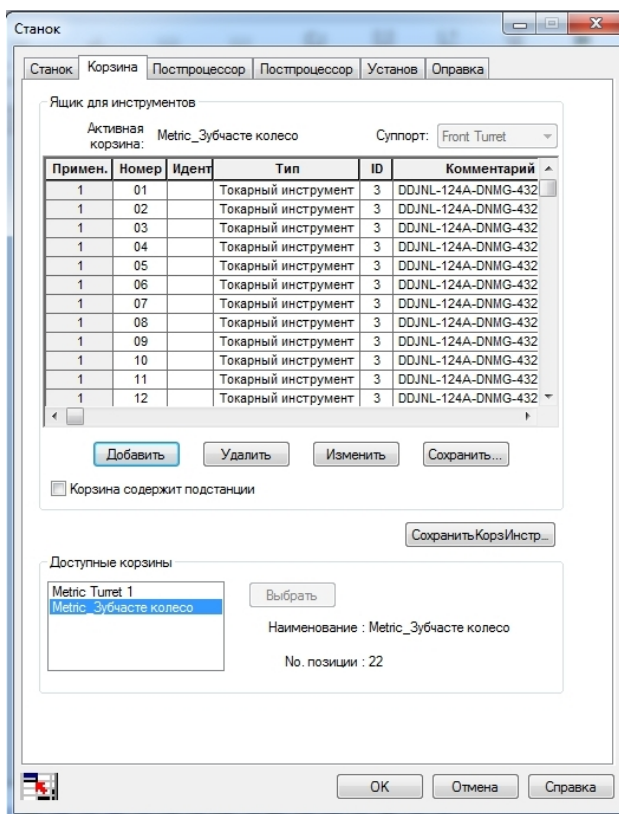 Станок
Станок Корзина Постпроцессор Постпроцессор Установ Оправка
Ящик для инструментов
Активная корзина: Metric_Зубчасте колесо Суппорт: Front Turret
Примен. Номер Идент Тип ID Комментарий
1 01 Токарный инструмент 3 DDJNL-124A-DNMG-432
1 02 Токарный инструмент 3 DDJNL-124A-DNMG-432
1 03 Токарный инструмент 3 DDJNL-124A-DNMG-432
1 04 Токарный инструмент 3 DDJNL-124A-DNMG-432
1 05 Токарный инструмент 3 DDJNL-124A-DNMG-432
1 06 Токарный инструмент 3 DDJNL-124A-DNMG-432
1 07 Токарный инструмент 3 DDJNL-124A-DNMG-432
1 08 Токарный инструмент 3 DDJNL-124A-DNMG-432
1 09 Токарный инструмент 3 DDJNL-124A-DNMG-432
1 10 Токарный инструмент 3 DDJNL-124A-DNMG-432
1 11 Токарный инструмент 3 DDJNL-124A-DNMG-432
1 12 Токарный инструмент 3 DDJNL-124A-DNMG-432
Добавить Удалить Изменить Сохранить...
Корзина содержит подстанции
СохранитьКорзИнстр...
Доступные корзины
Metric Turret 1 Выбрать
Metric_Зубчасте колесо
Наименование : Metric_Зубчасте колесо
No. позиции : 22
OK Отмена Справка